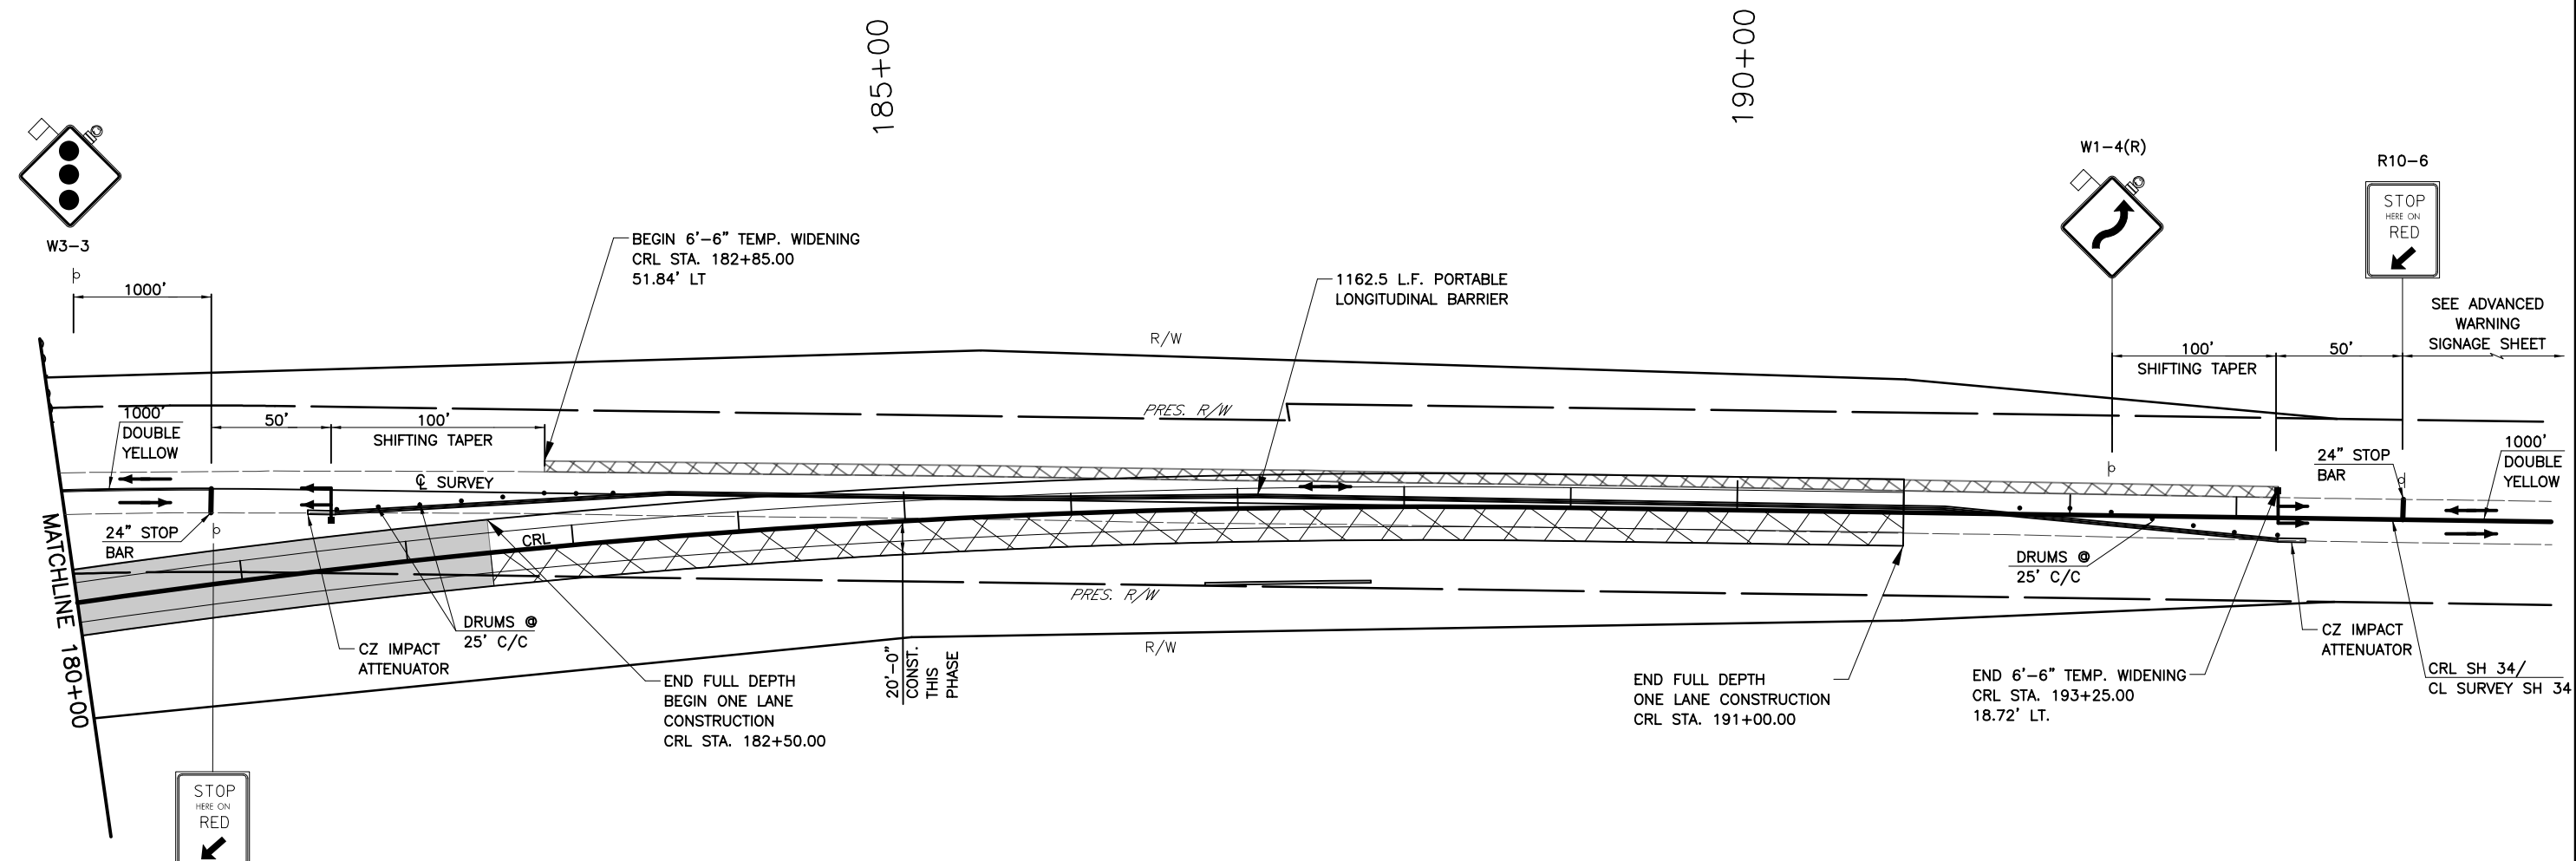 185+00
190+00
W3-3
1000'
BEGIN 6'-6" TEMP. WIDENING
CRL STA. 182+85.00
51.84' LT
1162.5 L.F. PORTABLE
LONGITUDINAL BARRIER
W1-4(R)
R10-6
STOP
HERE ON
RED
SEE ADVANCED
WARNING
SIGNAGE SHEET
R/W
100'
SHIFTING TAPER
50'
PRES. R/W
1000'
DOUBLE
YELLOW
50'
100'
SHIFTING TAPER
℄ SURVEY
24" STOP
BAR
1000'
DOUBLE
YELLOW
24" STOP
BAR
CRL
MATCHLINE 180+00
DRUMS @
25' C/C
CZ IMPACT
ATTENUATOR
PRES. R/W
R/W
20'-0"
CONST.
THIS
PHASE
DRUMS @
25' C/C
CZ IMPACT
ATTENUATOR
END FULL DEPTH
BEGIN ONE LANE
CONSTRUCTION
CRL STA. 182+50.00
END FULL DEPTH
ONE LANE CONSTRUCTION
CRL STA. 191+00.00
END 6'-6" TEMP. WIDENING
CRL STA. 193+25.00
18.72' LT.
CRL SH 34/
CL SURVEY SH 34
STOP
HERE ON
RED